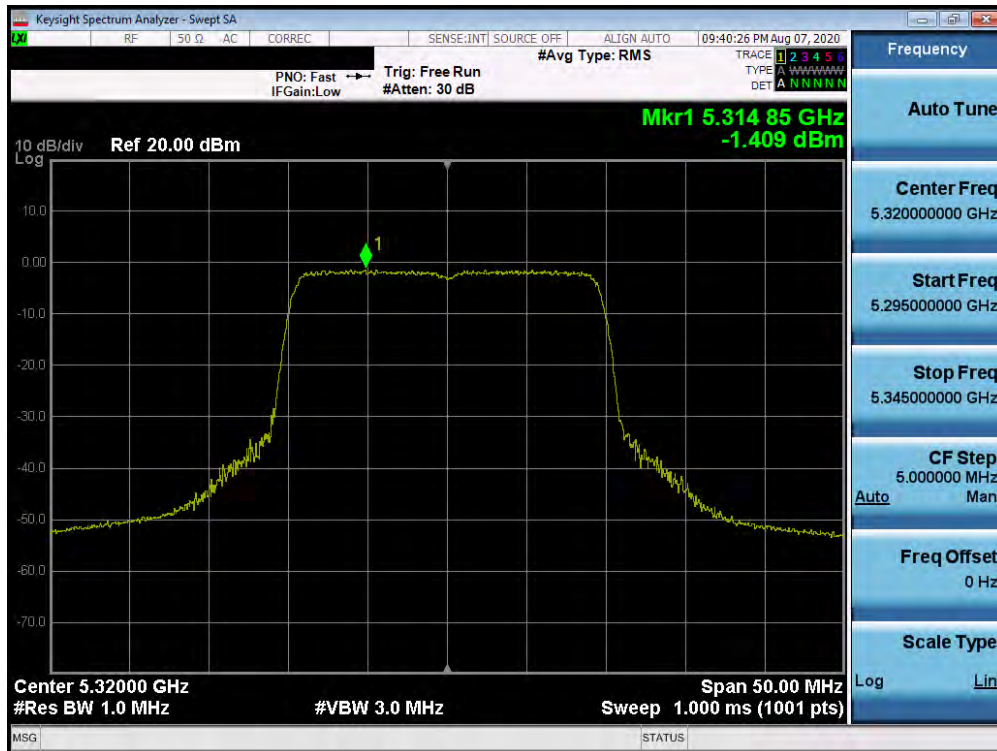 Keysight Spectrum Analyzer - Swept SA
LXI RF 50 Ω AC CORREC SENSE:INT SOURCE OFF ALIGN AUTO 09:40:26 PM Aug 07, 2020
#Avg Type: RMS
TRACE 1 2 3 4 5 6
TYPE A WWWWWW
DET A N N N N N
PNO: Fast
IFGain:Low
Trig: Free Run
#Atten: 30 dB
Mkr1 5.314 85 GHz
-1.409 dBm
10 dB/div Ref 20.00 dBm
Log
10.0
1
0.00
-10.0
-20.0
-30.0
-40.0
-50.0
-60.0
-70.0
Center 5.32000 GHz Span 50.00 MHz
#Res BW 1.0 MHz #VBW 3.0 MHz Sweep 1.000 ms (1001 pts)
MSG STATUS
Frequency
Auto Tune
Center Freq
5.320000000 GHz
Start Freq
5.295000000 GHz
Stop Freq
5.345000000 GHz
CF Step
5.000000 MHz
Auto Man
Freq Offset
0 Hz
Scale Type
Log Lin